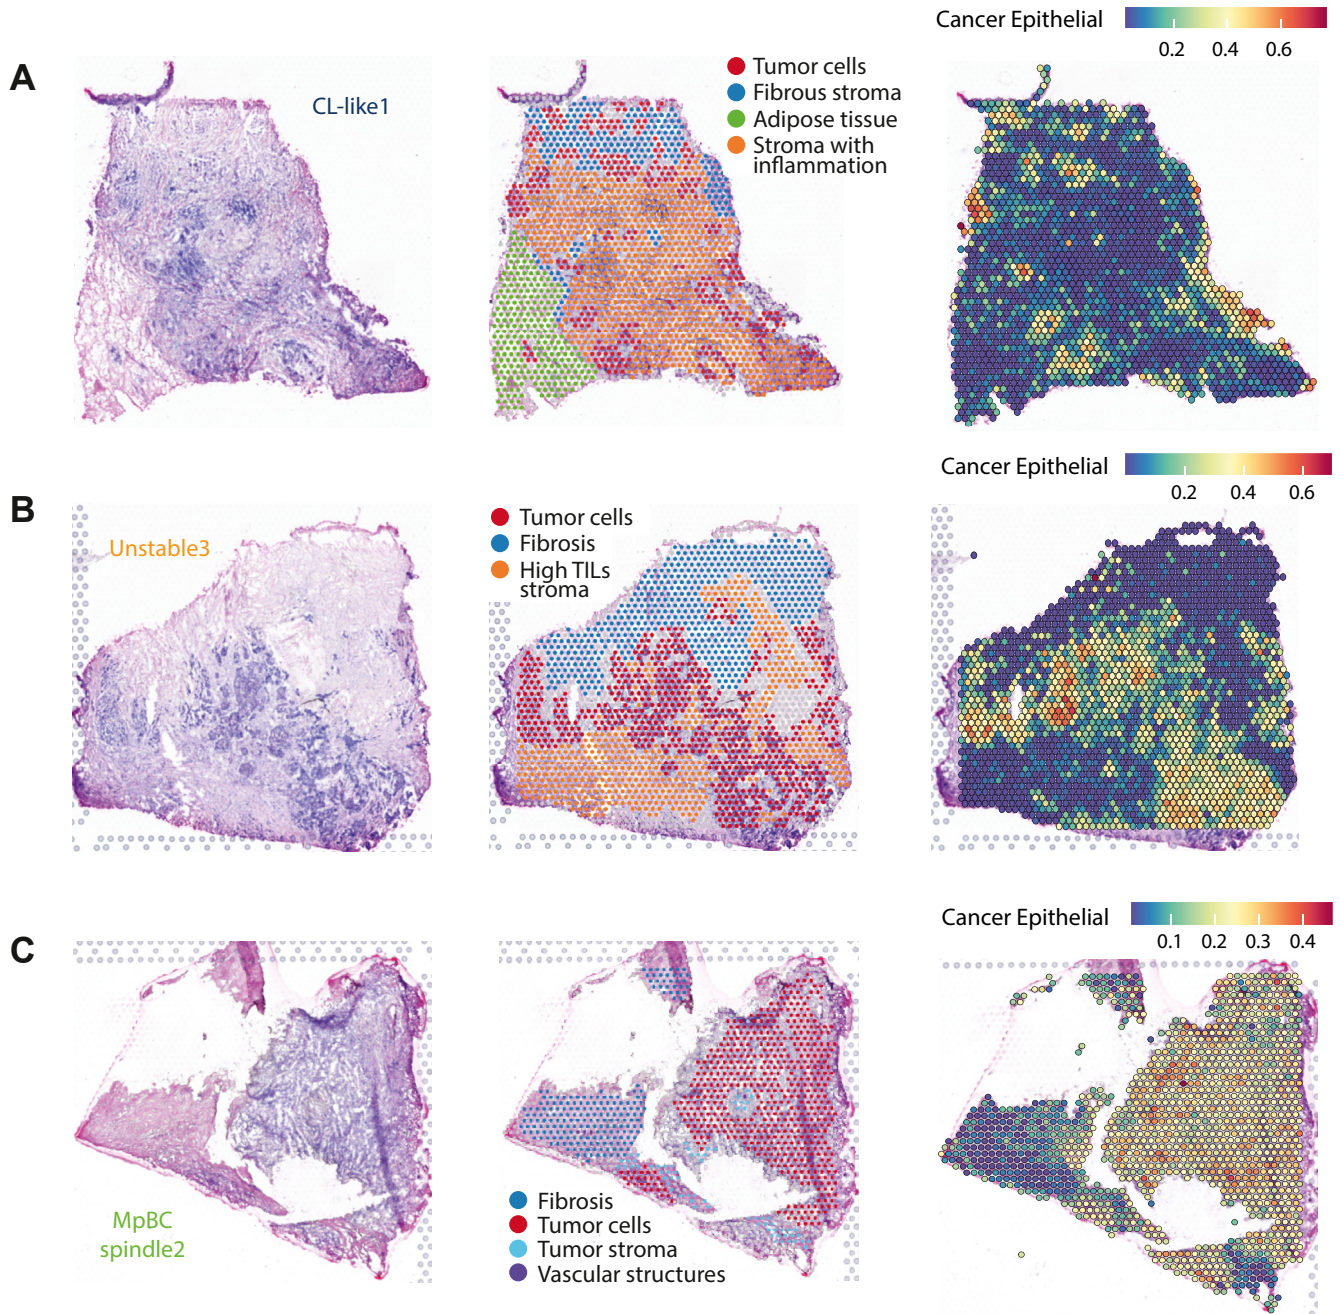 Cancer Epithelial
0.2 0.4 0.6
A
CL-like1
Tumor cells
Fibrous stroma
Adipose tissue
Stroma with
inflammation
Cancer Epithelial
0.2 0.4 0.6
B
Unstable3
Tumor cells
Fibrosis
High TILs
stroma
Cancer Epithelial
0.1 0.2 0.3 0.4
C
MpBC
spindle2
Fibrosis
Tumor cells
Tumor stroma
Vascular structures